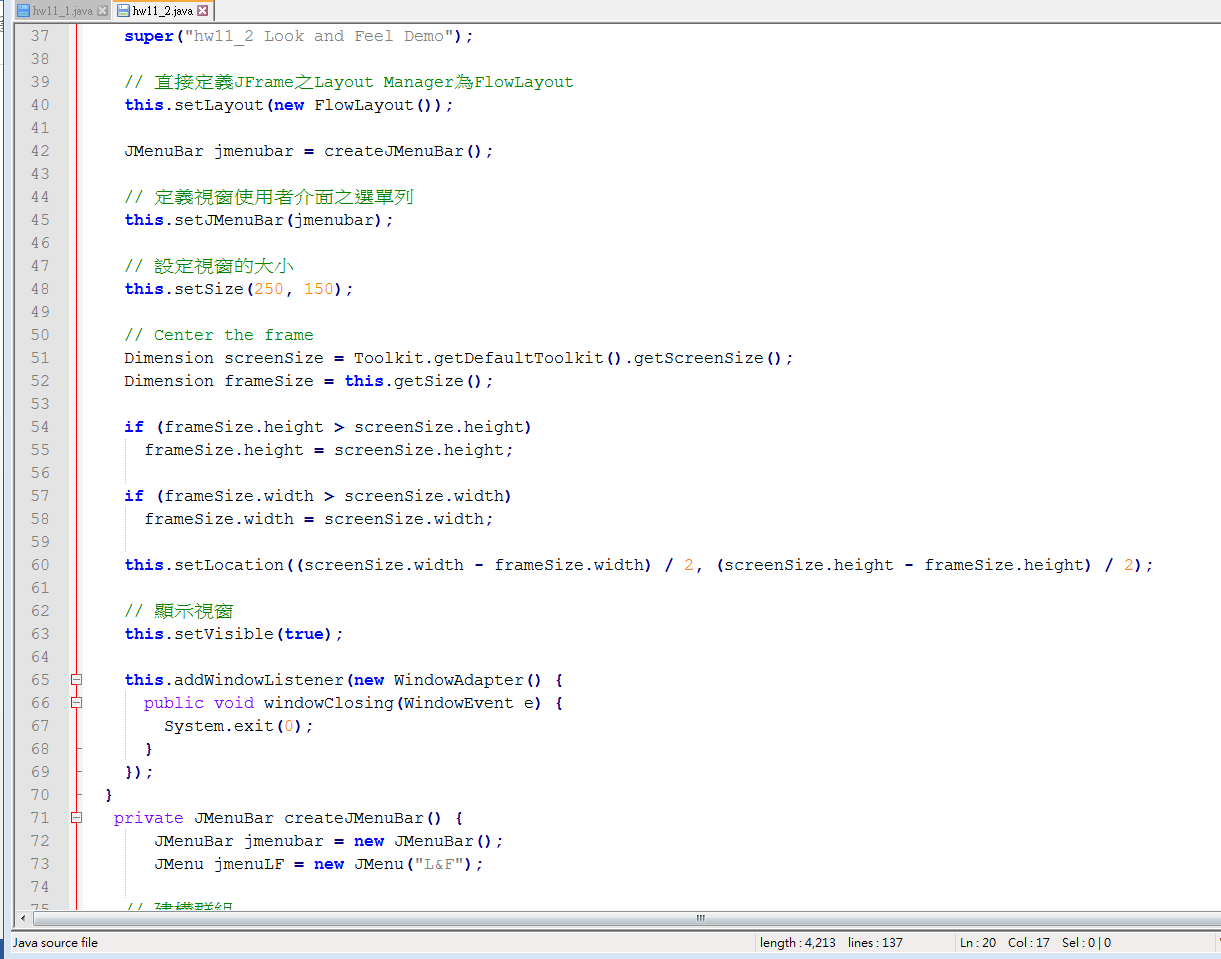 hw11_1.java hw11_2.java
37 super("hw11_2 Look and Feel Demo");
38
39 // 直接定義JFrame之Layout Manager為FlowLayout
40 this.setLayout(new FlowLayout());
41
42 JMenuBar jmenubar = createJMenuBar();
43
44 // 定義視窗使用者介面之選單列
45 this.setJMenuBar(jmenubar);
46
47 // 設定視窗的大小
48 this.setSize(250, 150);
49
50 // Center the frame
51 Dimension screenSize = Toolkit.getDefaultToolkit().getScreenSize();
52 Dimension frameSize = this.getSize();
53
54 if (frameSize.height > screenSize.height)
55 frameSize.height = screenSize.height;
56
57 if (frameSize.width > screenSize.width)
58 frameSize.width = screenSize.width;
59
60 this.setLocation((screenSize.width - frameSize.width) / 2, (screenSize.height - frameSize.height) / 2);
61
62 // 顯示視窗
63 this.setVisible(true);
64
65 this.addWindowListener(new WindowAdapter() {
66 public void windowClosing(WindowEvent e) {
67 System.exit(0);
68 }
69 });
70 }
71 private JMenuBar createJMenuBar() {
72 JMenuBar jmenubar = new JMenuBar();
73 JMenu jmenuLF = new JMenu("L&F");
74
75 // 建構群組
Java source file length : 4,213 lines : 137 Ln : 20 Col : 17 Sel : 0 | 0